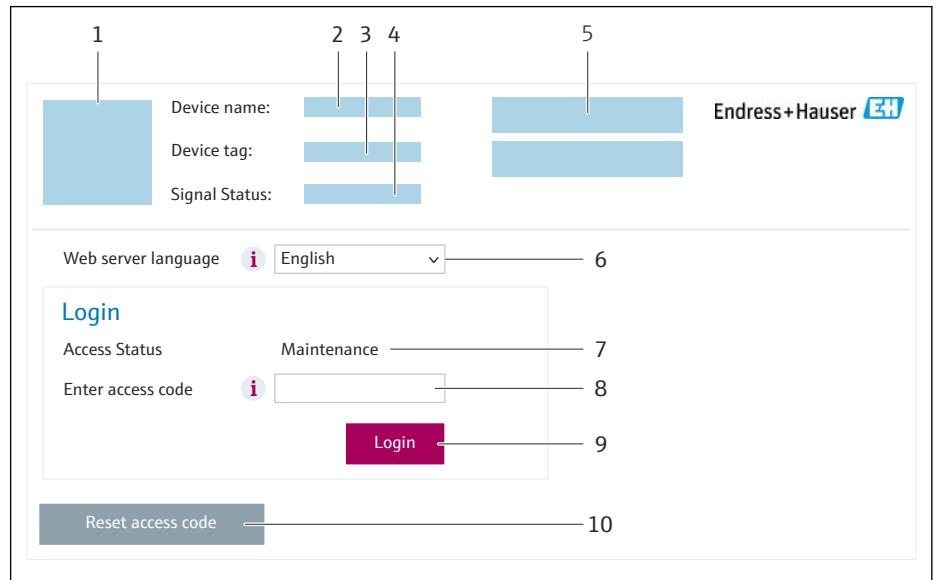 1 2 3 4 5
Device name:
Endress+Hauser EH
Device tag:
Signal Status:
Web server language i English 6
Login
Access Status Maintenance 7
Enter access code i 8
Login 9
Reset access code 10